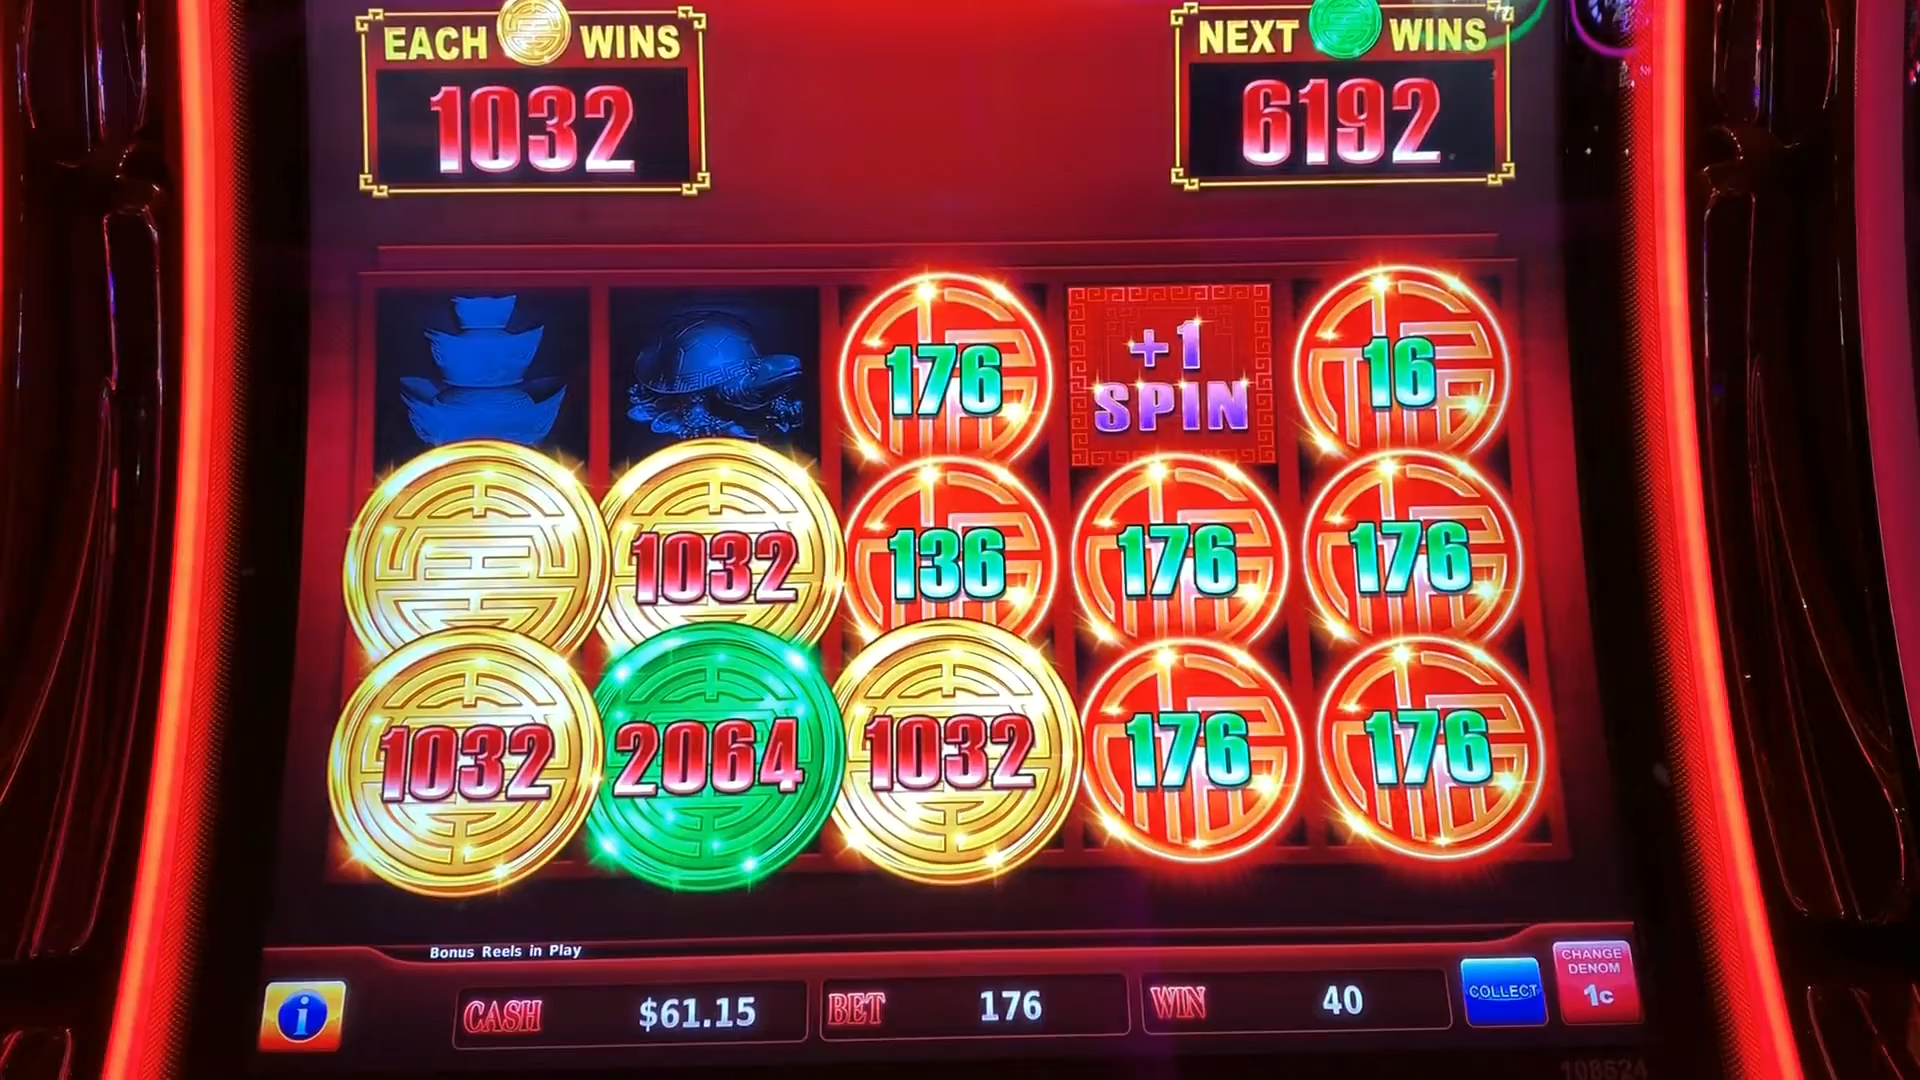 EACH WINS
1032
NEXT WINS
6192
176
+1
SPIN
16
1032
136
176
176
1032
2064
1032
176
176
Bonus Reels in Play
CASH $61.15
BET 176
WIN 40
COLLECT
CHANGE
DENOM
1c
108624